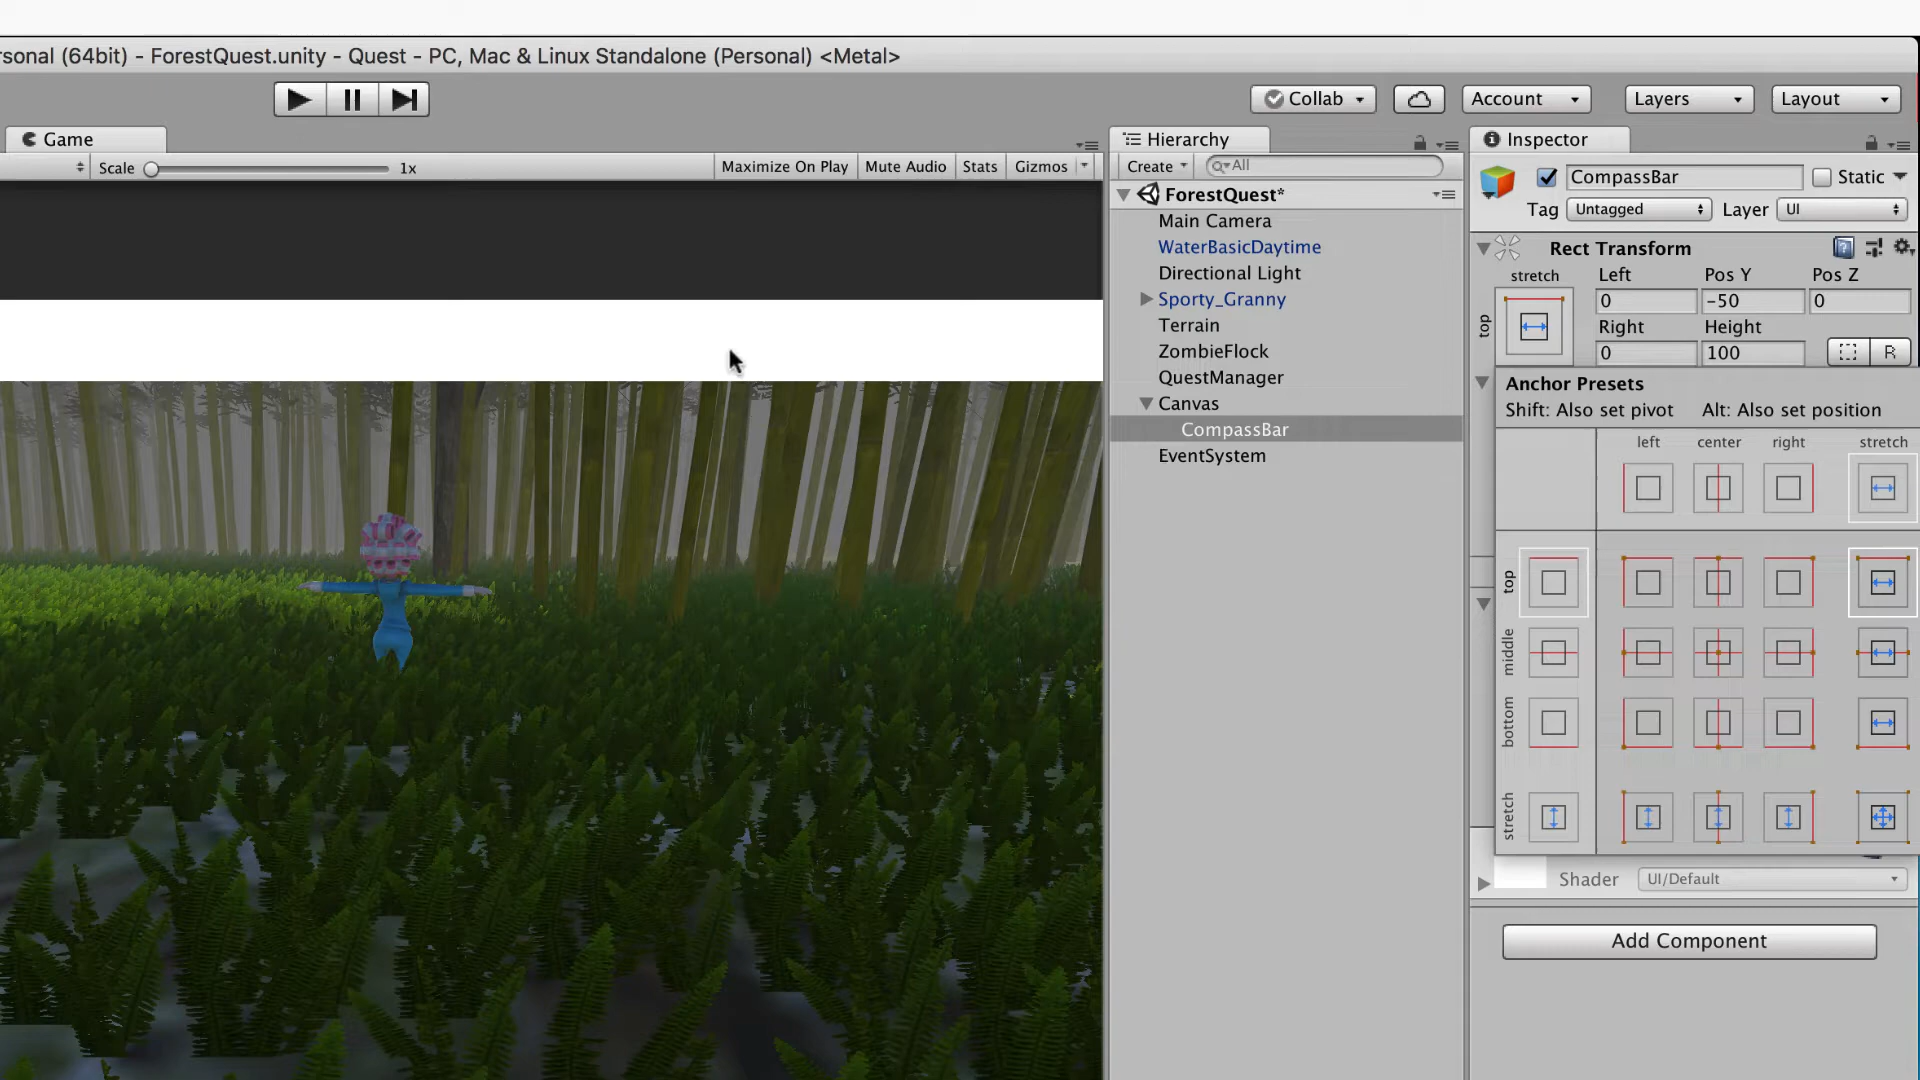 rsonal (64bit) - ForestQuest.unity - Quest - PC, Mac & Linux Standalone (Personal) <Metal>
Collab
Account
Layers
Layout
Game
Scale
1x
Maximize On Play
Mute Audio
Stats
Gizmos
Hierarchy
Create
All
ForestQuest*
Main Camera
WaterBasicDaytime
Directional Light
Sporty_Granny
Terrain
ZombieFlock
QuestManager
Canvas
CompassBar
EventSystem
Inspector
CompassBar
Static
Tag Untagged Layer UI
Rect Transform
stretch
top
Left Pos Y Pos Z
0 -50 0
Right Height
0 100
R
Anchor Presets
Shift: Also set pivot Alt: Also set position
left center right stretch
top
middle
bottom
stretch
Shader UI/Default
Add Component